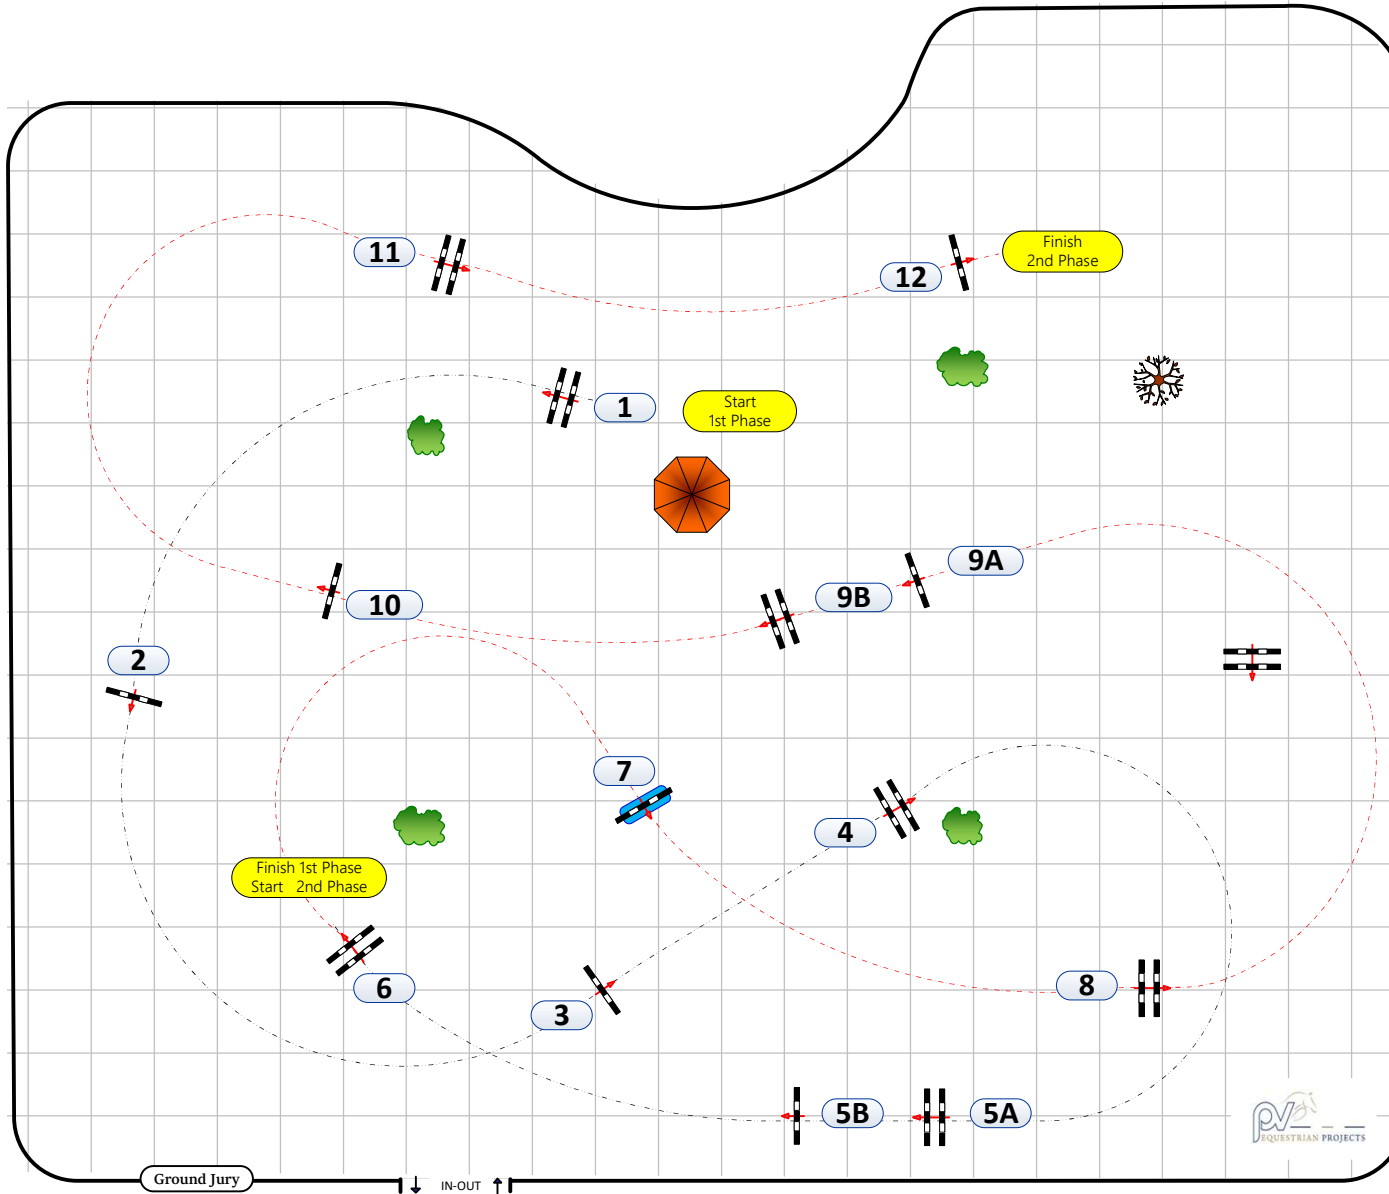 11
12
Finish
2nd Phase
1
Start
1st Phase
9A
9B
10
2
7
4
Finish 1st Phase
Start 2nd Phase
6
3
8
5B
5A
pv
EQUESTRIAN PROJECTS
Ground Jury
IN-OUT